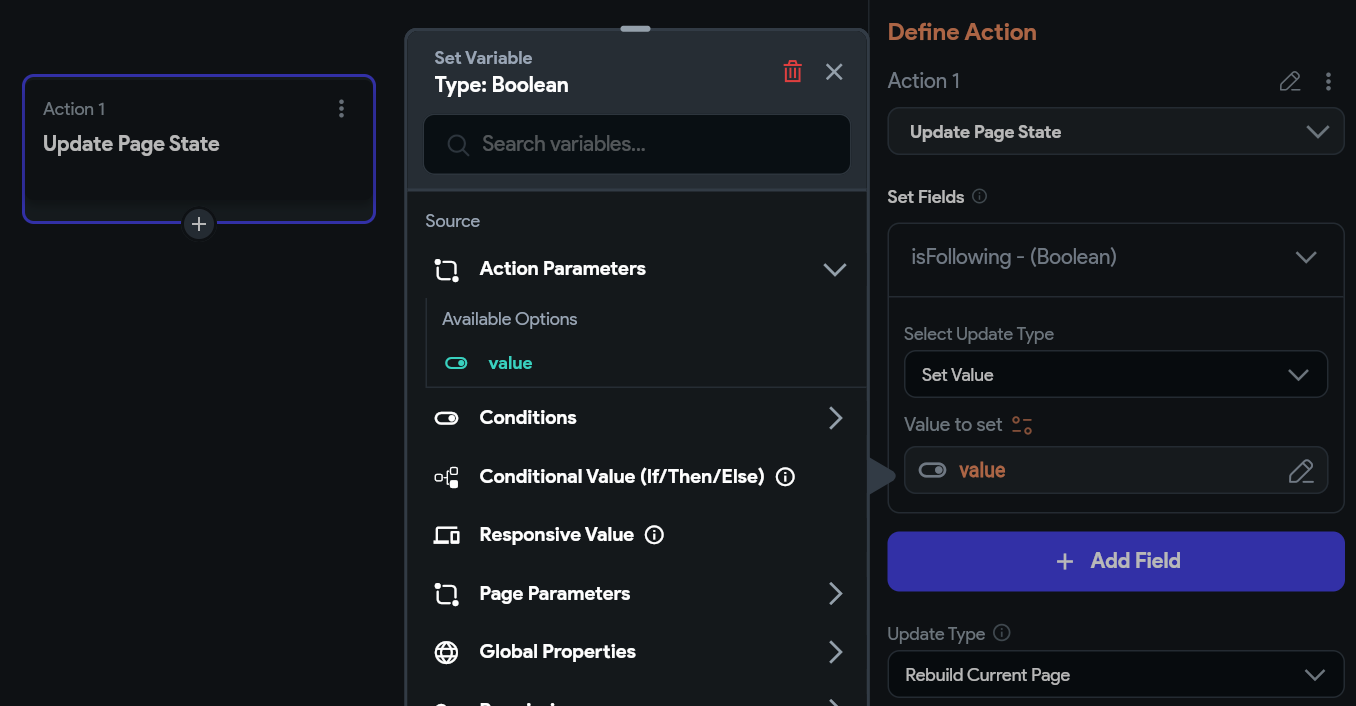 Action 1
Update Page State
Set Variable
Type: Boolean
Search variables...
Source
Action Parameters
Available Options
value
Conditions
Conditional Value (If/Then/Else)
Responsive Value
Page Parameters
Global Properties
Define Action
Action 1
Update Page State
Set Fields
isFollowing - (Boolean)
Select Update Type
Set Value
Value to set
value
Add Field
Update Type
Rebuild Current Page